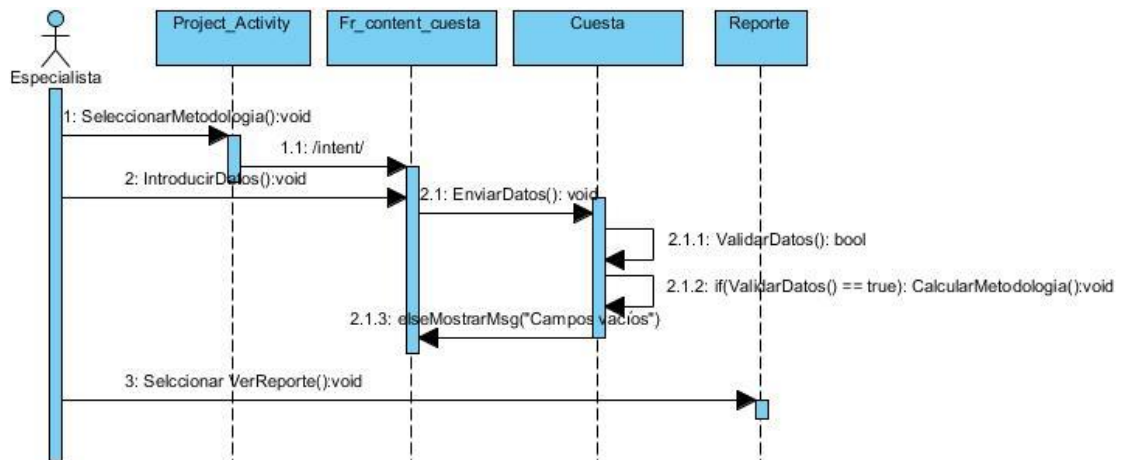 Project_Activity
Fr_content_cuesta
Cuesta
Reporte
Especialista
1: SeleccionarMetodologia():void
1.1: /intent/
2: IntroducirDatos():void
2.1: EnviarDatos(): void
2.1.1: ValidarDatos(): bool
2.1.2: if(ValidarDatos() == true): CalcularMetodologia():void
2.1.3: elseMostrarMsg("Campos vacíos")
3: Selccionar VerReporte():void